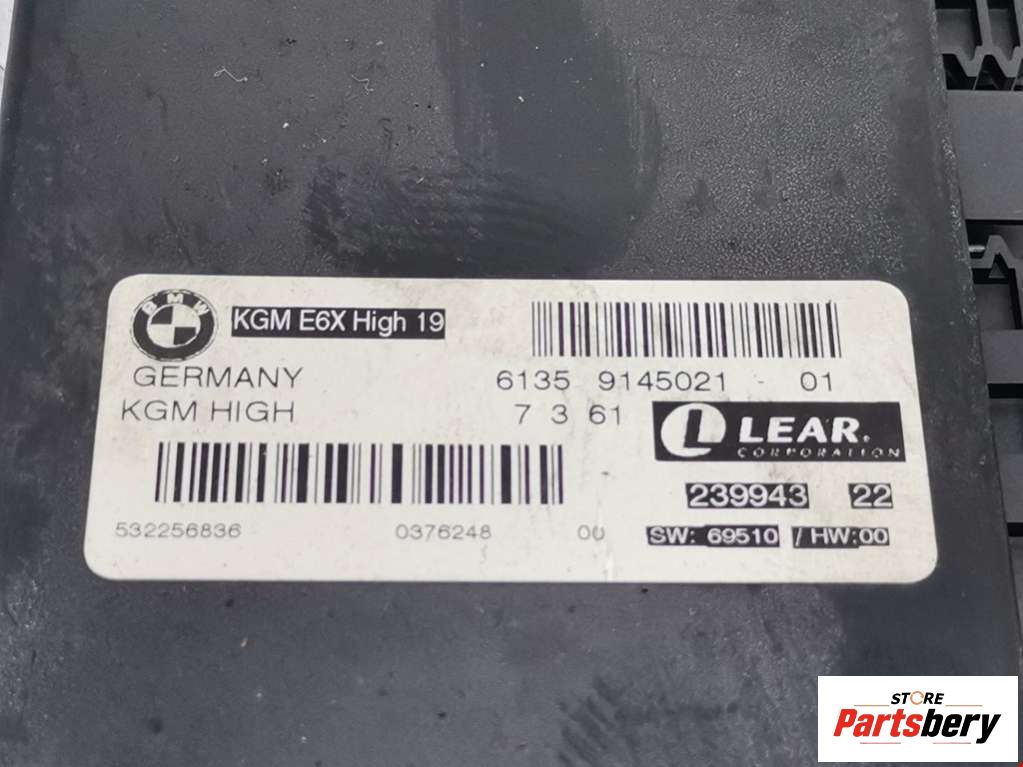 BMW
KGM E6X High 19
GERMANY
6135 9145021 - 01
KGM HIGH
7 3 61
LEAR.
CORPORATION
239943 22
532256836 0376248 00
SW: 69510 / HW:00
STORE
Partsbery